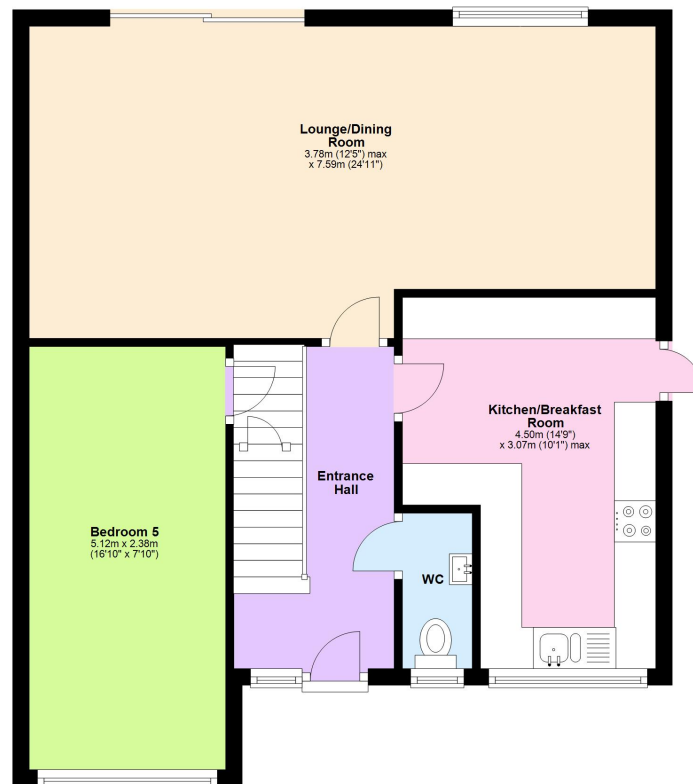 Lounge/Dining
Room
3.78m (12'5") max
x 7.59m (24'11")
Kitchen/Breakfast
Room
4.50m (14'9")
x 3.07m (10'1") max
Entrance
Hall
Bedroom 5
5.12m x 2.38m
(16'10" x 7'10")
WC